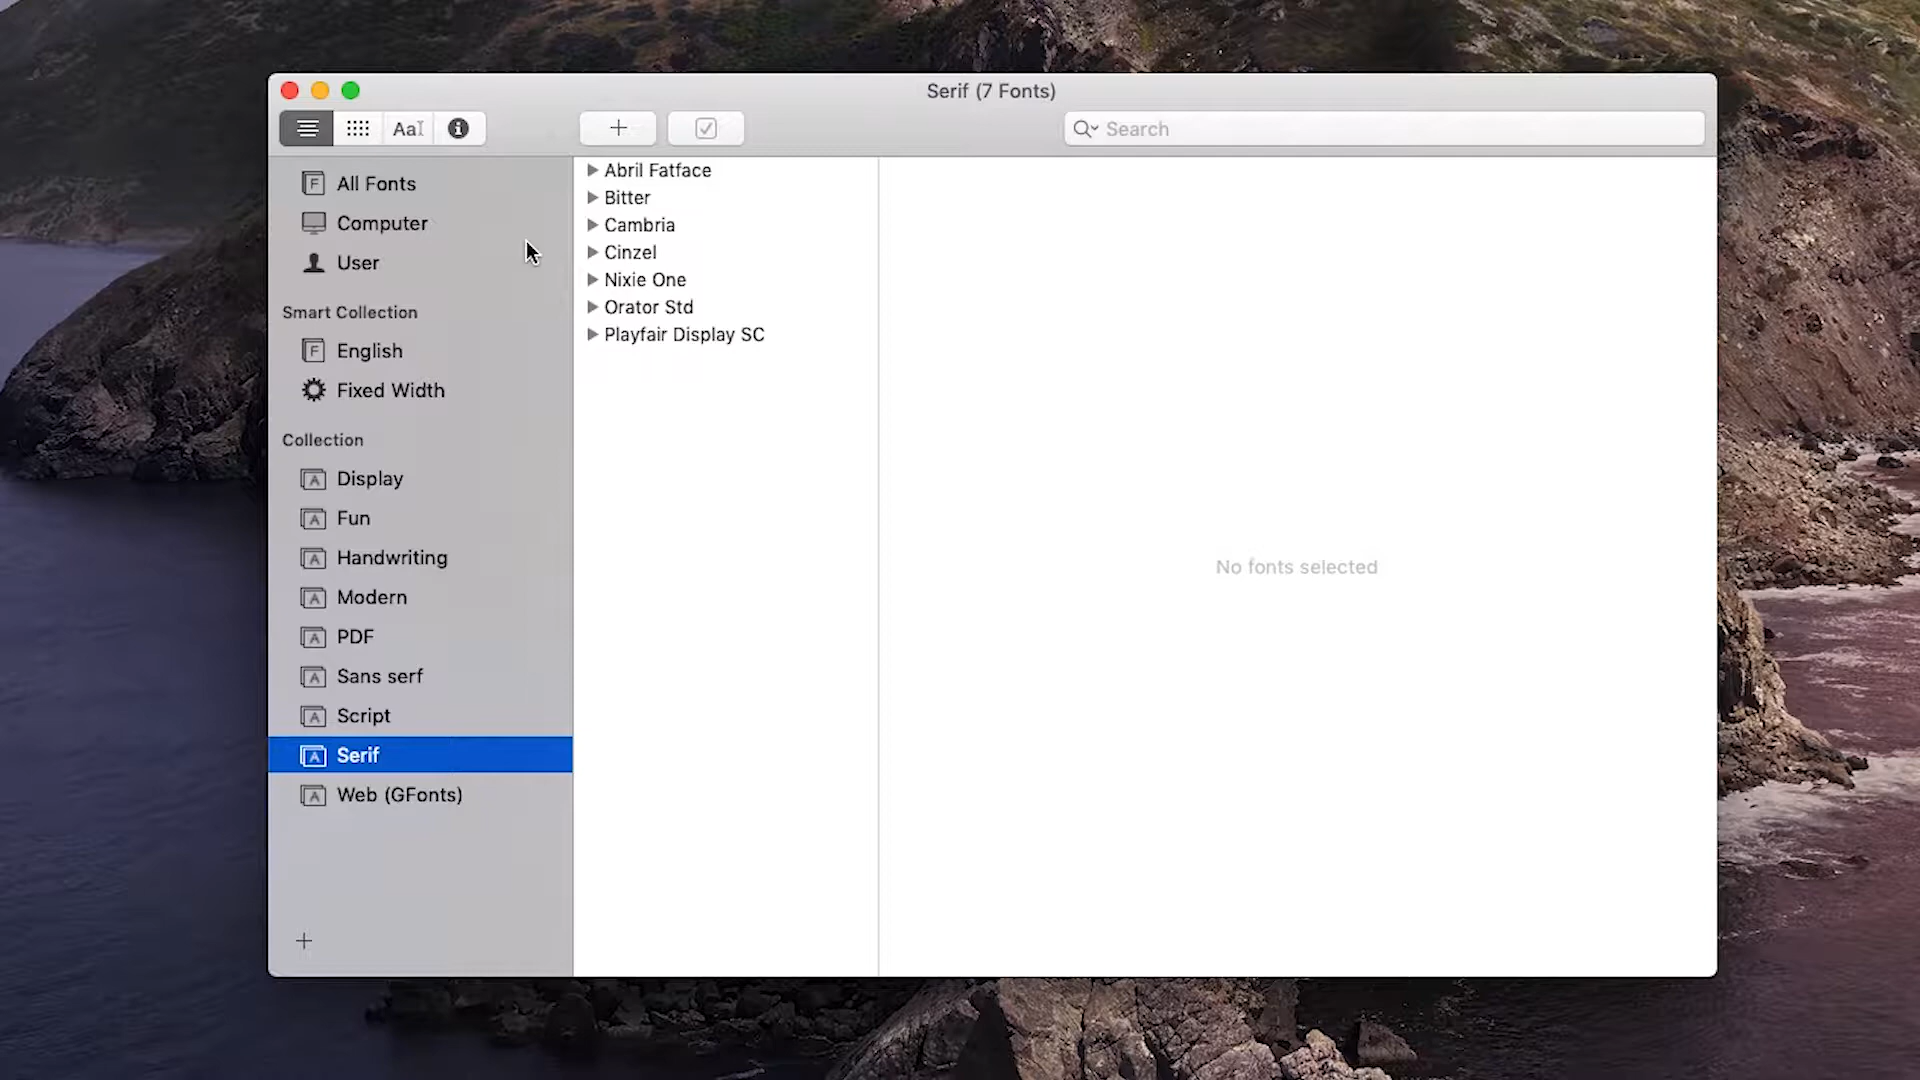 Serif (7 Fonts)
Aa
Search
All Fonts
Computer
User
Smart Collection
English
Fixed Width
Collection
Display
Fun
Handwriting
Modern
PDF
Sans serif
Script
Serif
Web (GFonts)
Abril Fatface
Bitter
Cambria
Cinzel
Nixie One
Orator Std
Playfair Display SC
No fonts selected